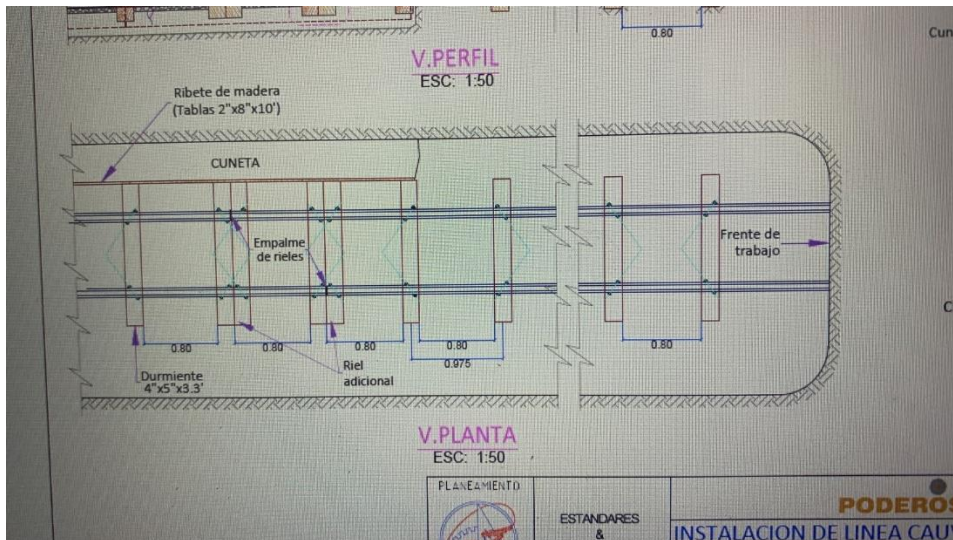 0.80
Cun
V.PERFIL
ESC: 1:50
Ribete de madera
(Tablas 2"x8"x10')
CUNETA
Empalme
de rieles
Frente de
trabajo
C
0.80
0.80
0.80
0.80
0.80
0.975
Riel
adicional
Durmiente
4"x5"x3.3'
V.PLANTA
ESC: 1:50
PLANEAMIENTO
ESTANDARES
&
PODEROS
INSTALACION DE LINEA CAUV